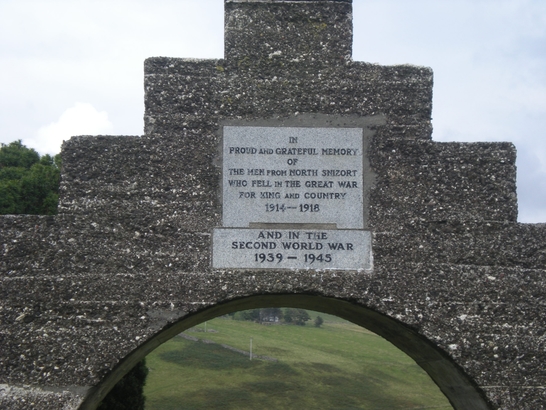 IN
PROUD AND GRATEFUL MEMORY
OF
THE MEN FROM NORTH SNIZORT
WHO FELL IN THE GREAT WAR
FOR KING AND COUNTRY
1914—1918
AND IN THE
SECOND WORLD WAR
1939 — 1945